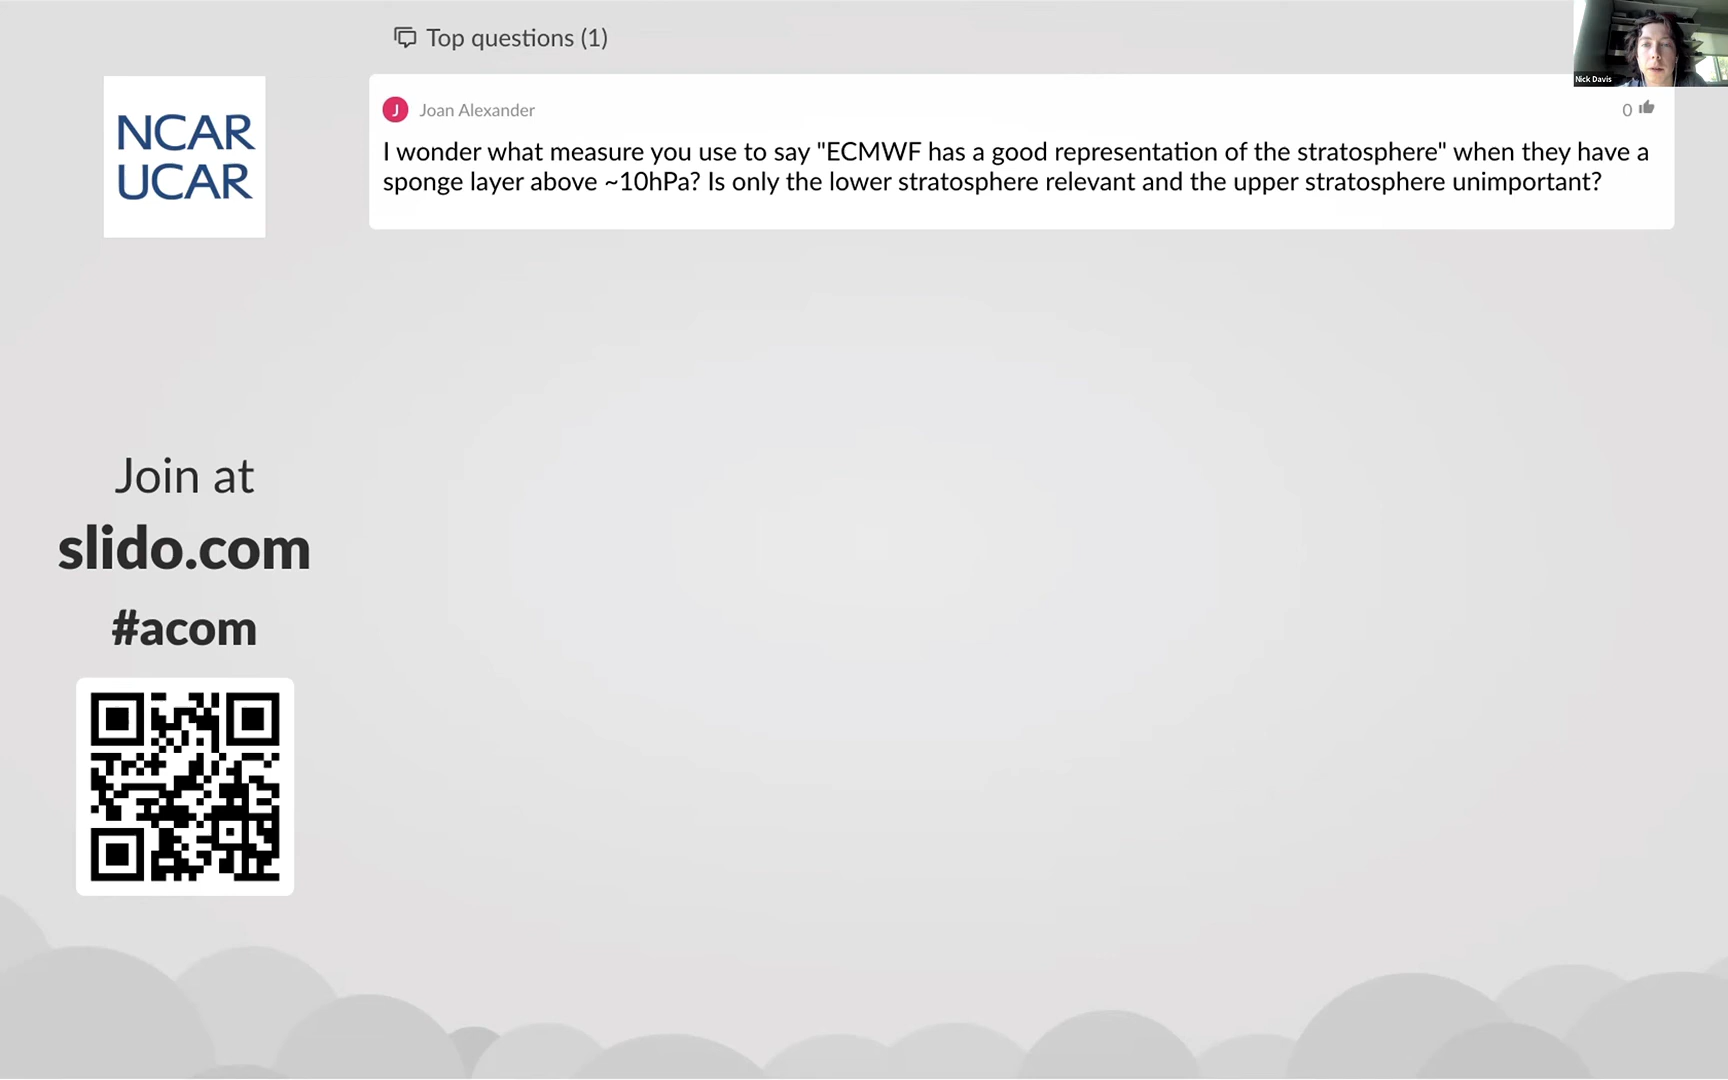 Top questions (1)
Nick Davis
NCAR
UCAR
J Joan Alexander
0
I wonder what measure you use to say "ECMWF has a good representation of the stratosphere" when they have a
sponge layer above ~10hPa? Is only the lower stratosphere relevant and the upper stratosphere unimportant?
Join at
slido.com
#acom